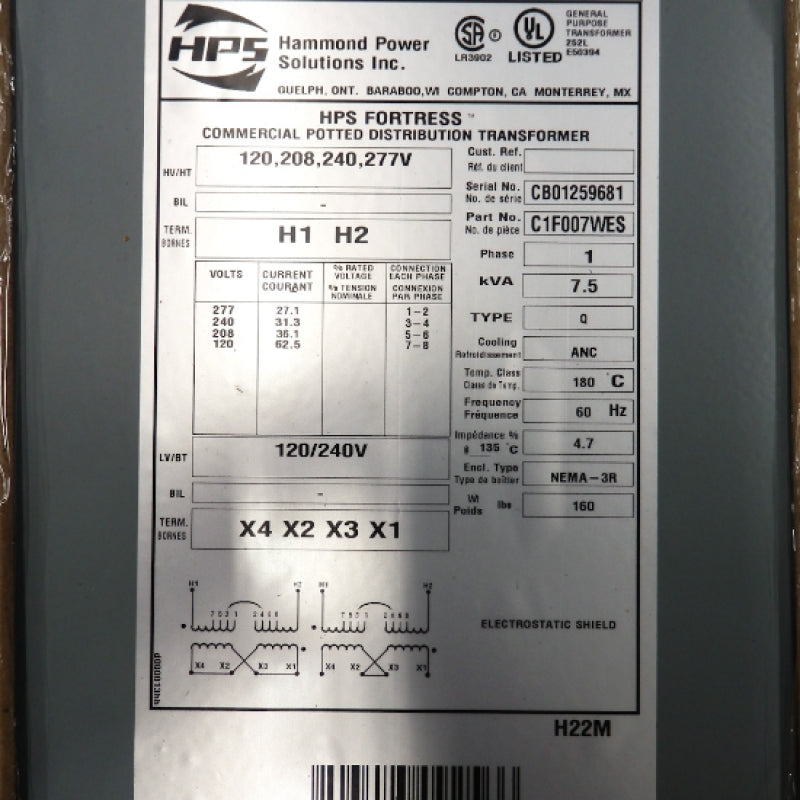 HPS
Hammond Power
Solutions Inc.
LR3902
UL
LISTED
GENERAL
PURPOSE
TRANSFORMER
252L
E50394
GUELPH, ONT. BARABOO, WI COMPTON, CA MONTERREY, MX
HPS FORTRESS™
COMMERCIAL POTTED DISTRIBUTION TRANSFORMER
HV/HT 120,208,240,277V
BIL -
TERM. BORNES H1 H2
VOLTS CURRENT COURANT % RATED VOLTAGE % TENSION NOMINALE CONNECTION EACH PHASE CONNEXION PAR PHASE
277 27.1 1-2
240 31.3 3-4
208 36.1 5-6
120 62.5 7-8
LV/BT 120/240V
BIL -
TERM. BORNES X4 X2 X3 X1
Cust. Ref. Réf. du client
Serial No. No. de série CB01259681
Part No. No. de pièce C1F007WES
Phase 1
kVA 7.5
TYPE Q
Cooling Refroidissement ANC
Temp. Class Classe de Temp. 180 C
Frequency Fréquence 60 Hz
Impédance % @ 135 °C 4.7
Encl. Type Type de boîtier NEMA-3R
Wt Poids lbs 160
H1 H2 H1 H2
7 5 3 1 2 4 6 8 7 5 3 1 2 4 6 8
X4 X2 X3 X1 X4 X2 X3 X1
ELECTROSTATIC SHIELD
H22M